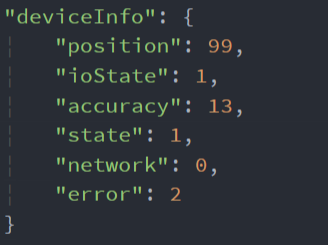 "deviceInfo": {
    "position": 99,
    "ioState": 1,
    "accuracy": 13,
    "state": 1,
    "network": 0,
    "error": 2
}